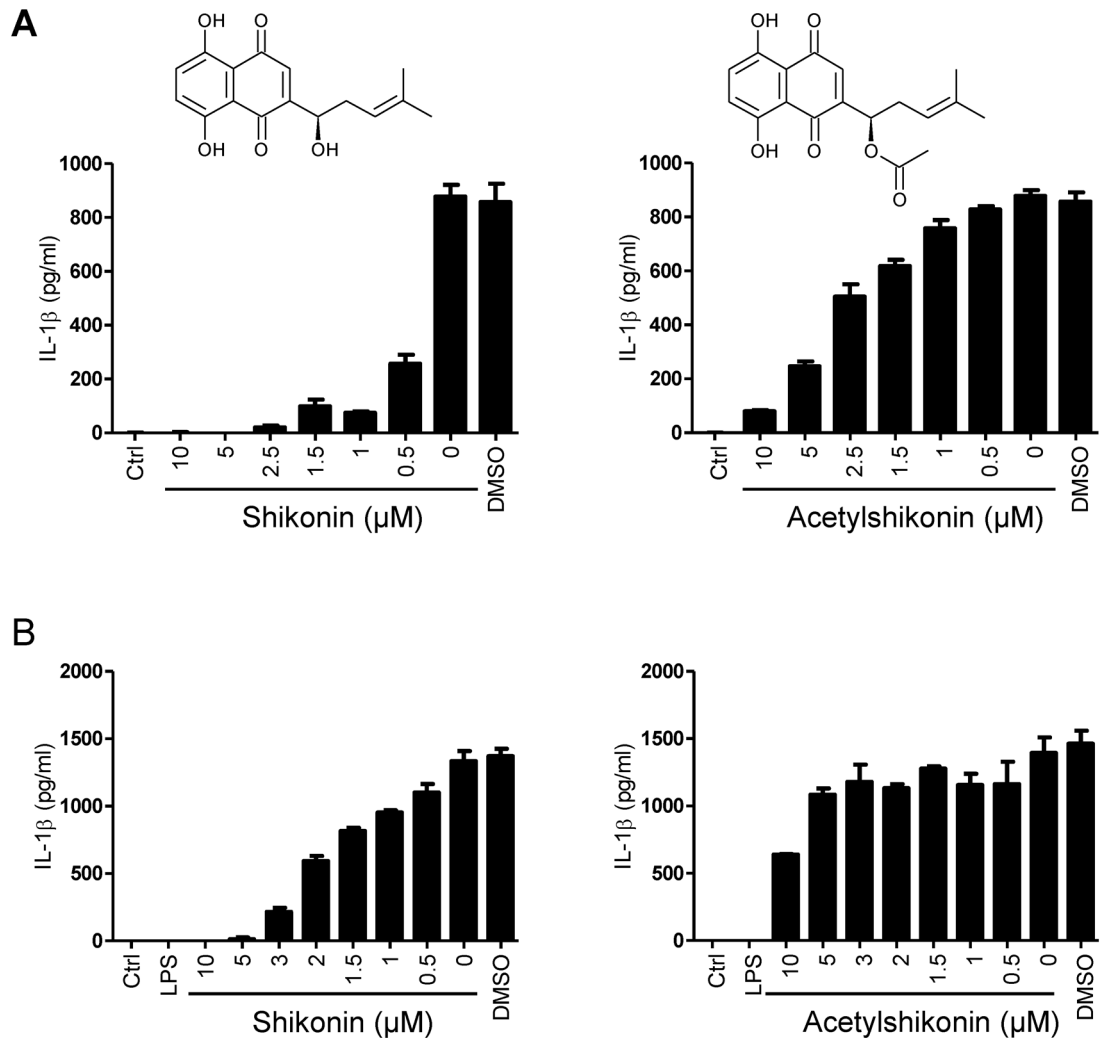 A
OH O
OH O OH
OH O
OH O O
O
1000
800
600
400
200
0
IL-1β (pg/ml)
Ctrl 10 5 2.5 1.5 1 0.5 0 DMSO
Shikonin (µM)
1000
800
600
400
200
0
IL-1β (pg/ml)
Ctrl 10 5 2.5 1.5 1 0.5 0 DMSO
Acetylshikonin (µM)
B
2000
1500
1000
500
0
IL-1β (pg/ml)
Ctrl LPS 10 5 3 2 1.5 1 0.5 0 DMSO
Shikonin (µM)
2000
1500
1000
500
0
IL-1β (pg/ml)
Ctrl LPS 10 5 3 2 1.5 1 0.5 0 DMSO
Acetylshikonin (µM)